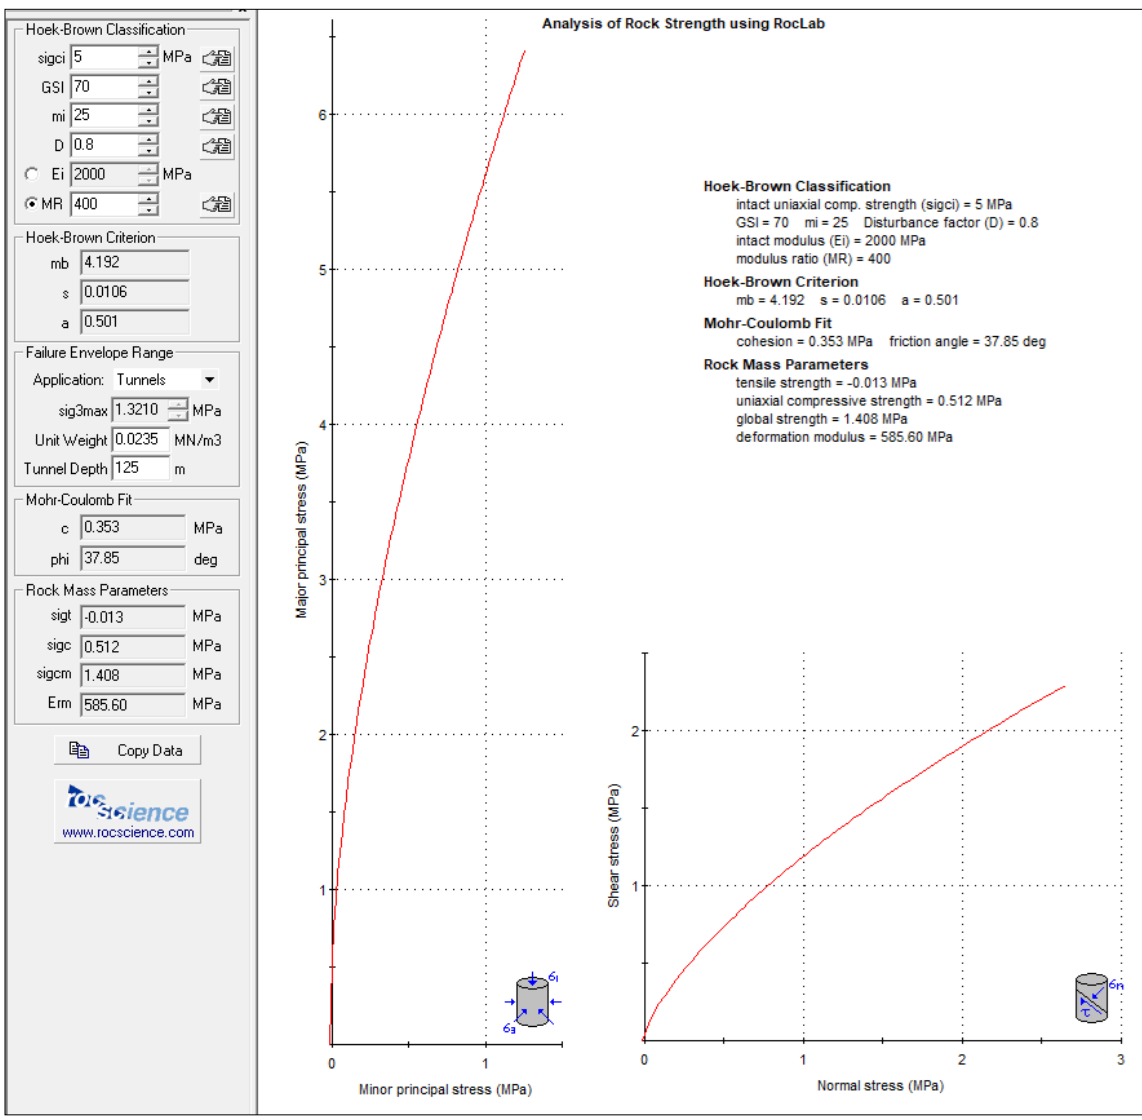 Hoek-Brown Classification
sigci 5 MPa
GSI 70
mi 25
D 0.8
Ei 2000 MPa
MR 400
Hoek-Brown Criterion
mb 4.192
s 0.0106
a 0.501
Failure Envelope Range
Application: Tunnels
sig3max 1.3210 MPa
Unit Weight 0.0235 MN/m3
Tunnel Depth 125 m
Mohr-Coulomb Fit
c 0.353 MPa
phi 37.85 deg
Rock Mass Parameters
sigt -0.013 MPa
sigc 0.512 MPa
sigcm 1.408 MPa
Erm 585.60 MPa
Copy Data
rocscience
www.rocscience.com
Analysis of Rock Strength using RocLab
Hoek-Brown Classification
intact uniaxial comp. strength (sigci) = 5 MPa
GSI = 70 mi = 25 Disturbance factor (D) = 0.8
intact modulus (Ei) = 2000 MPa
modulus ratio (MR) = 400
Hoek-Brown Criterion
mb = 4.192 s = 0.0106 a = 0.501
Mohr-Coulomb Fit
cohesion = 0.353 MPa friction angle = 37.85 deg
Rock Mass Parameters
tensile strength = -0.013 MPa
uniaxial compressive strength = 0.512 MPa
global strength = 1.408 MPa
deformation modulus = 585.60 MPa
Major principal stress (MPa)
6
5
4
3
2
1
0 1
Minor principal stress (MPa)
σ1
σ3
Shear stress (MPa)
2
1
0 1 2 3
Normal stress (MPa)
σn
τ